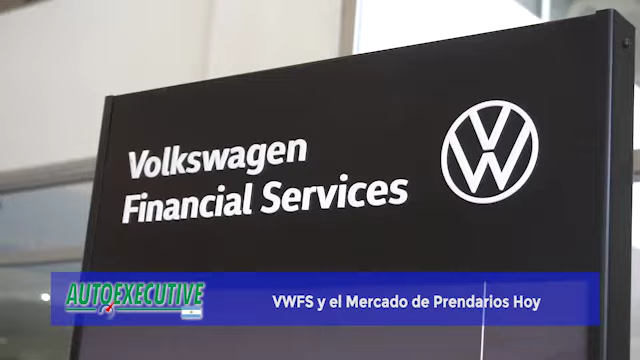 Volkswagen
Financial Services
AUTOEXECUTIVE
VWFS y el Mercado de Prendarios Hoy